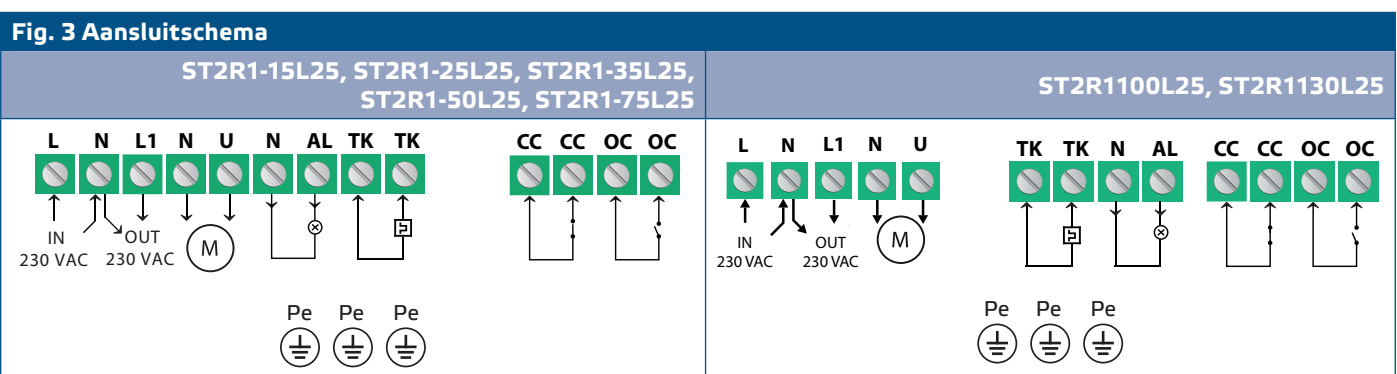 Fig. 3 Aansluitschema
ST2R1-15L25, ST2R1-25L25, ST2R1-35L25,
ST2R1-50L25, ST2R1-75L25
L N L1 N U N AL TK TK CC CC OC OC
IN OUT
230 VAC 230 VAC
M
Pe Pe Pe
ST2R1100L25, ST2R1130L25
L N L1 N U TK TK N AL CC CC OC OC
IN OUT
230 VAC 230 VAC
M
Pe Pe Pe